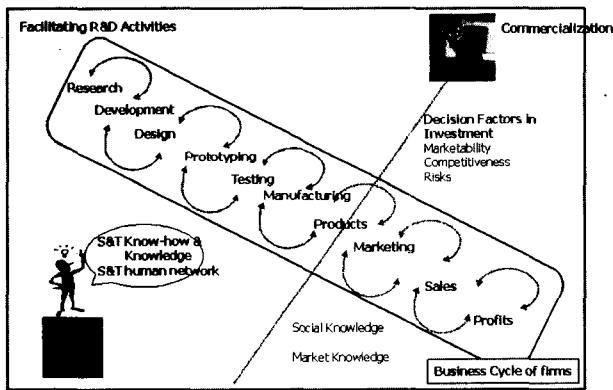 Facilitating R&D Activities
Commercialization
Research
Development
Design
Prototyping
Testing
Manufacturing
Products
Marketing
Sales
Profits
Decision Factors in
Investment
Marketability
Competitiveness
Risks
S&T Know-how &
Knowledge
S&T human network
Social Knowledge
Market Knowledge
Business Cycle of firms